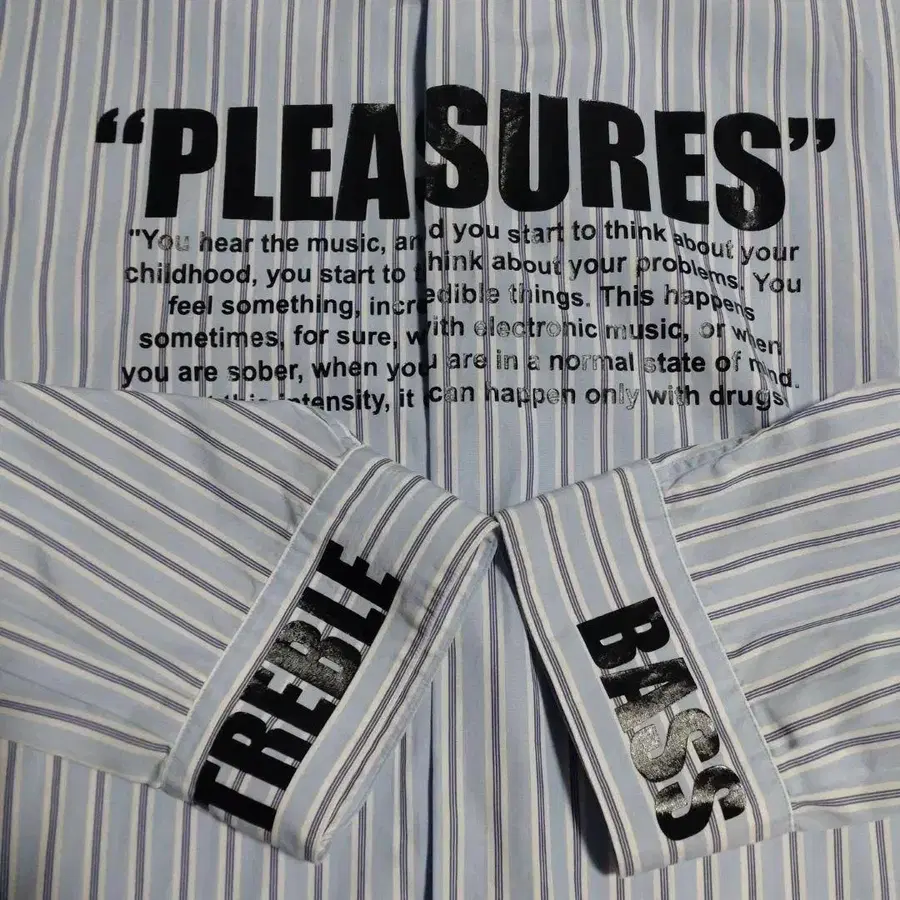 “PLEASURES”
"You hear the music, and you start to think about your
childhood, you start to think about your problems. You
feel something, incredible things. This happens
sometimes, for sure, with electronic music, or when
you are sober, when you are in a normal state of mind.
this intensity, it can happen only with drugs
TREBLE
BASS